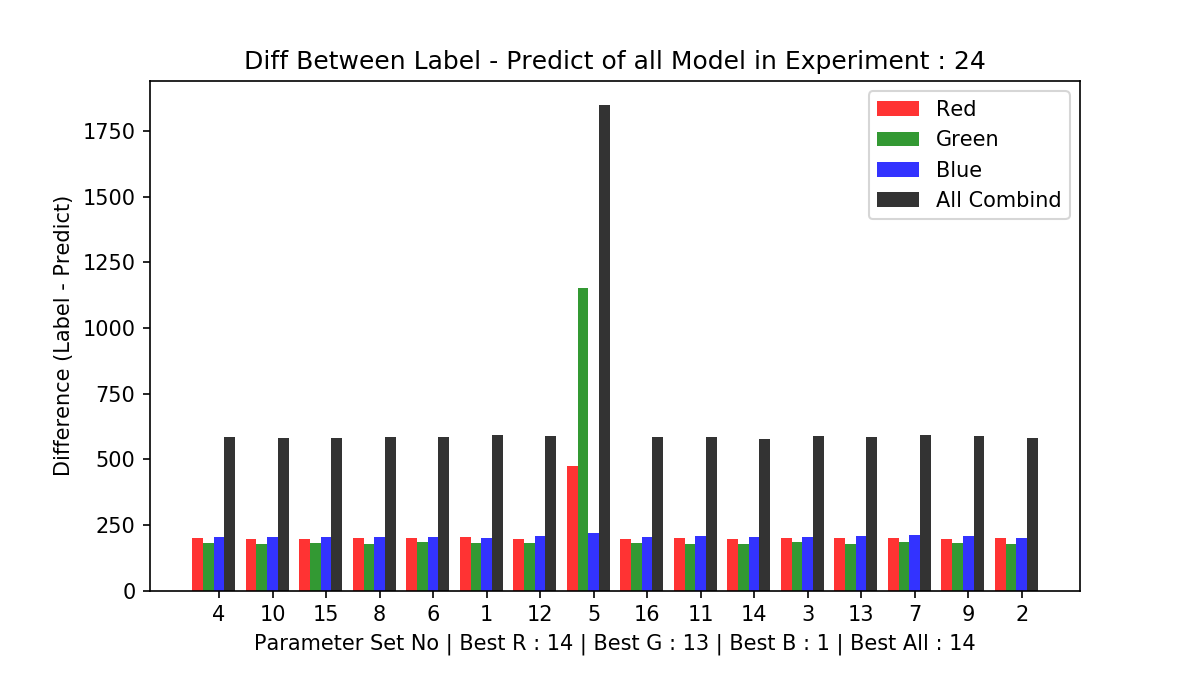 Diff Between Label - Predict of all Model in Experiment : 24
Red
Green
Blue
All Combind
Difference (Label - Predict)
1750
1500
1250
1000
750
500
250
0
4 10 15 8 6 1 12 5 16 11 14 3 13 7 9 2
Parameter Set No | Best R : 14 | Best G : 13 | Best B : 1 | Best All : 14